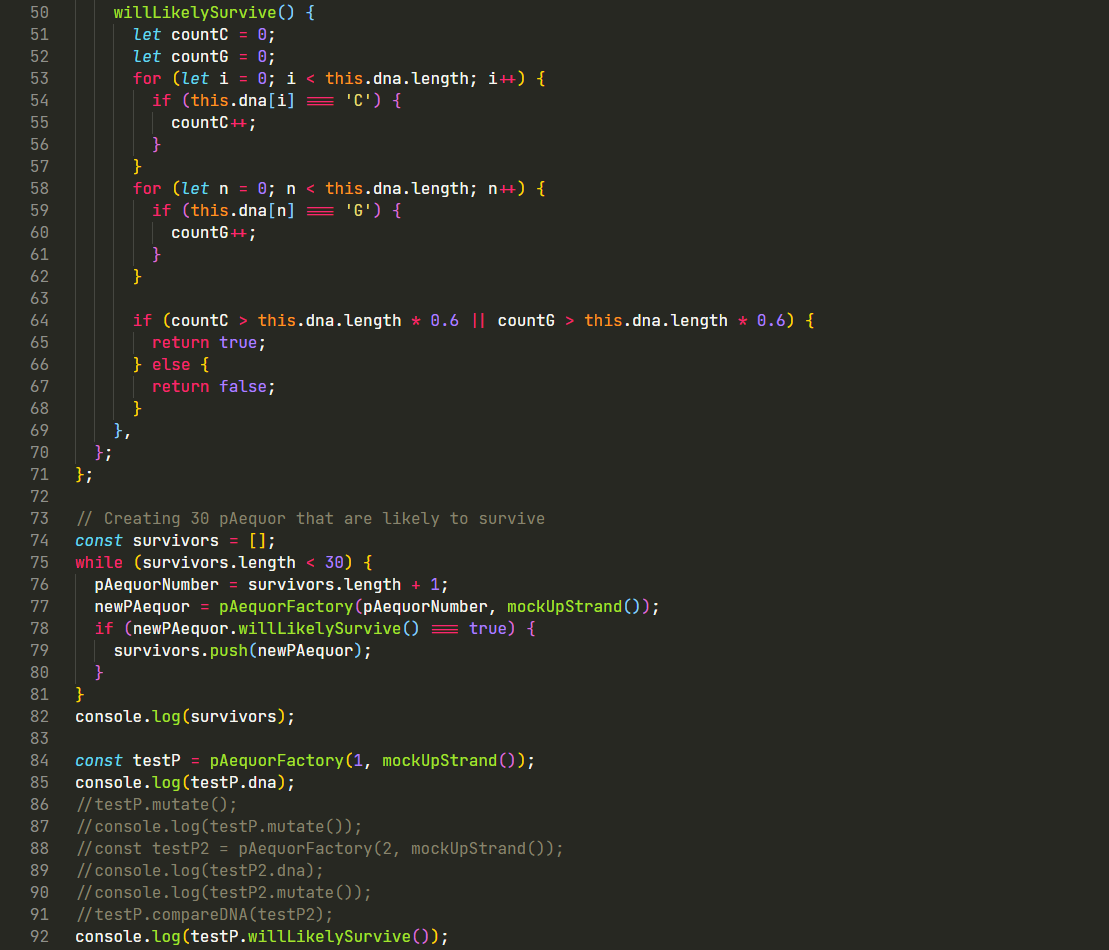 50 willLikelySurvive() {
51 let countC = 0;
52 let countG = 0;
53 for (let i = 0; i < this.dna.length; i++) {
54 if (this.dna[i] === 'C') {
55 countC++;
56 }
57 }
58 for (let n = 0; n < this.dna.length; n++) {
59 if (this.dna[n] === 'G') {
60 countG++;
61 }
62 }
63
64 if (countC > this.dna.length * 0.6 || countG > this.dna.length * 0.6) {
65 return true;
66 } else {
67 return false;
68 }
69 },
70 };
71 };
72
73 // Creating 30 pAequor that are likely to survive
74 const survivors = [];
75 while (survivors.length < 30) {
76 pAequorNumber = survivors.length + 1;
77 newPAequor = pAequorFactory(pAequorNumber, mockUpStrand());
78 if (newPAequor.willLikelySurvive() === true) {
79 survivors.push(newPAequor);
80 }
81 }
82 console.log(survivors);
83
84 const testP = pAequorFactory(1, mockUpStrand());
85 console.log(testP.dna);
86 //testP.mutate();
87 //console.log(testP.mutate());
88 //const testP2 = pAequorFactory(2, mockUpStrand());
89 //console.log(testP2.dna);
90 //console.log(testP2.mutate());
91 //testP.compareDNA(testP2);
92 console.log(testP.willLikelySurvive());